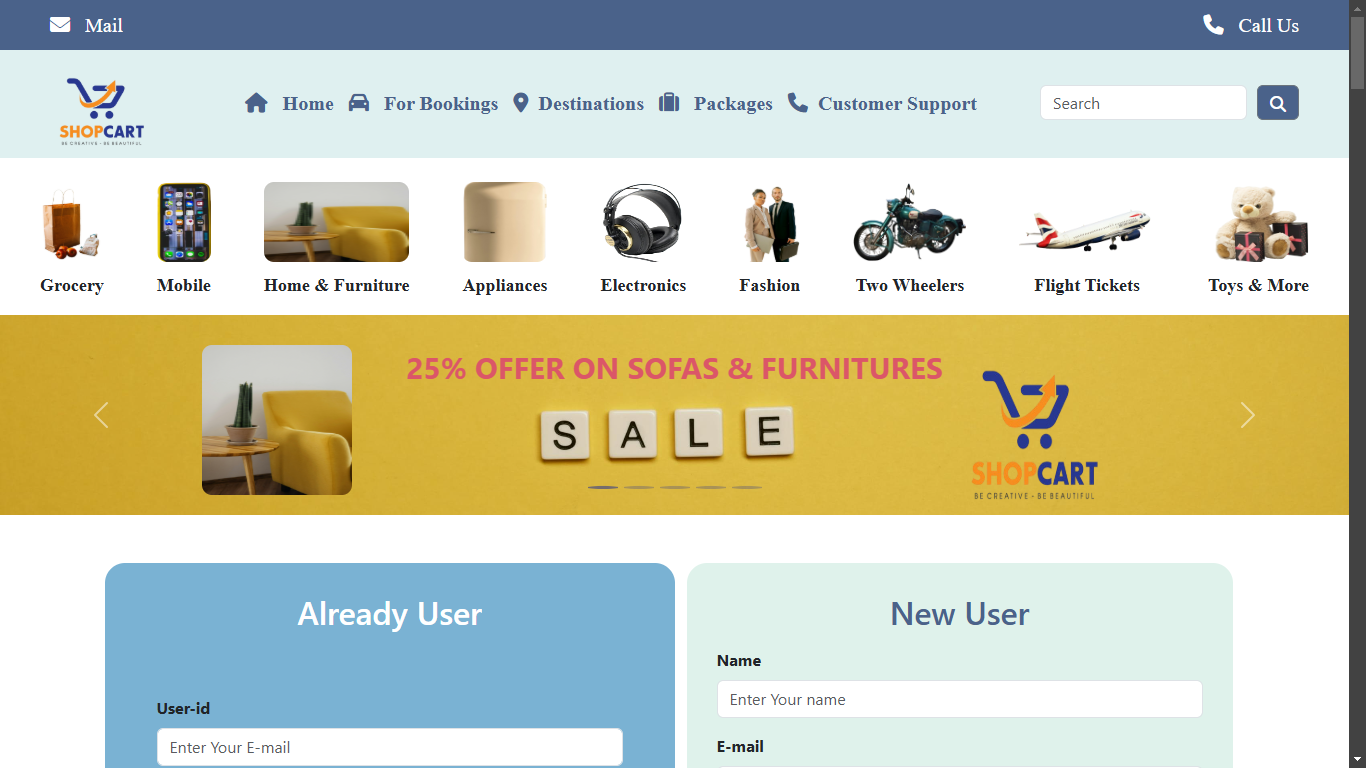 Mail
Call Us
SHOPCART
BE CREATIVE - BE BEAUTIFUL
Home
For Bookings
Destinations
Packages
Customer Support
Search
Grocery
Mobile
Home & Furniture
Appliances
Electronics
Fashion
Two Wheelers
Flight Tickets
Toys & More
25% OFFER ON SOFAS & FURNITURES
SALE
SHOPCART
BE CREATIVE - BE BEAUTIFUL
Already User
User-id
Enter Your E-mail
New User
Name
Enter Your name
E-mail